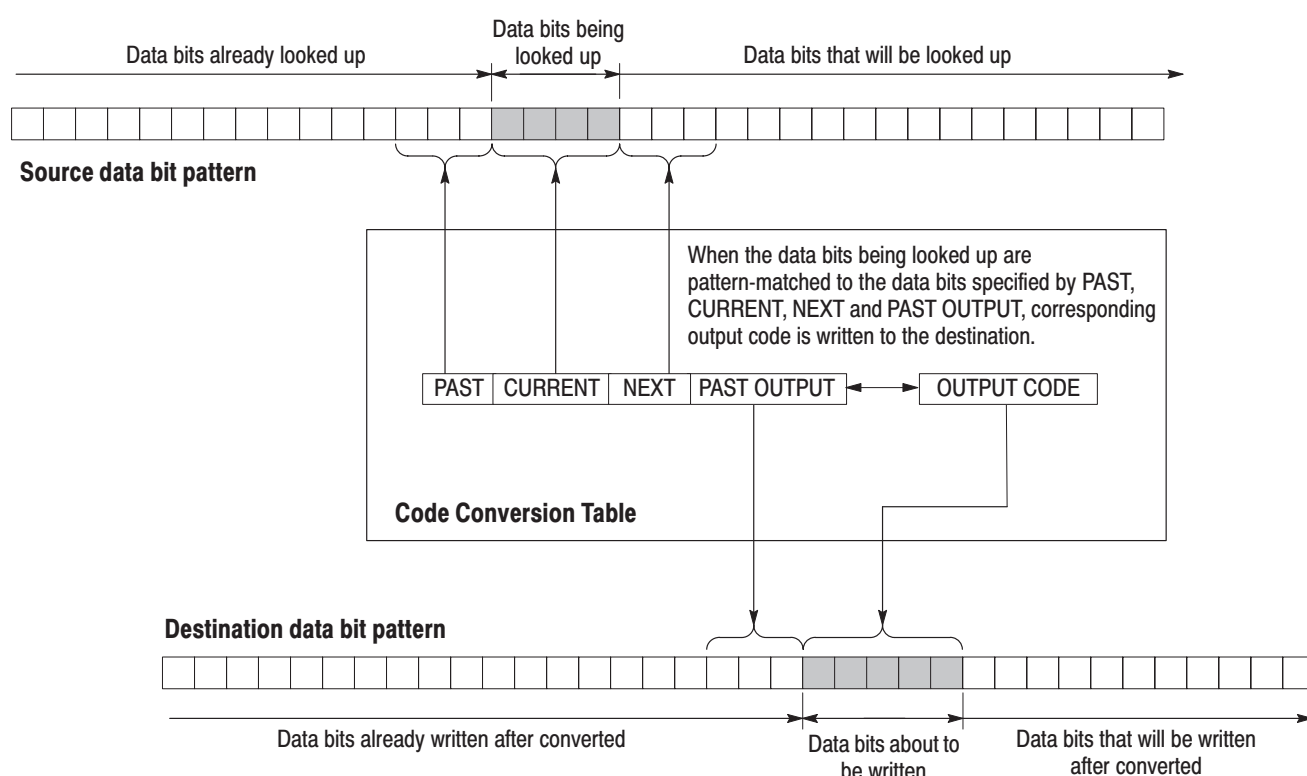 Data bits already looked up
Data bits being
looked up
Data bits that will be looked up
Source data bit pattern
When the data bits being looked up are
pattern-matched to the data bits specified by PAST,
CURRENT, NEXT and PAST OUTPUT, corresponding
output code is written to the destination.
PAST CURRENT NEXT PAST OUTPUT OUTPUT CODE
Code Conversion Table
Destination data bit pattern
Data bits already written after converted
Data bits about to
be written
Data bits that will be written
after converted